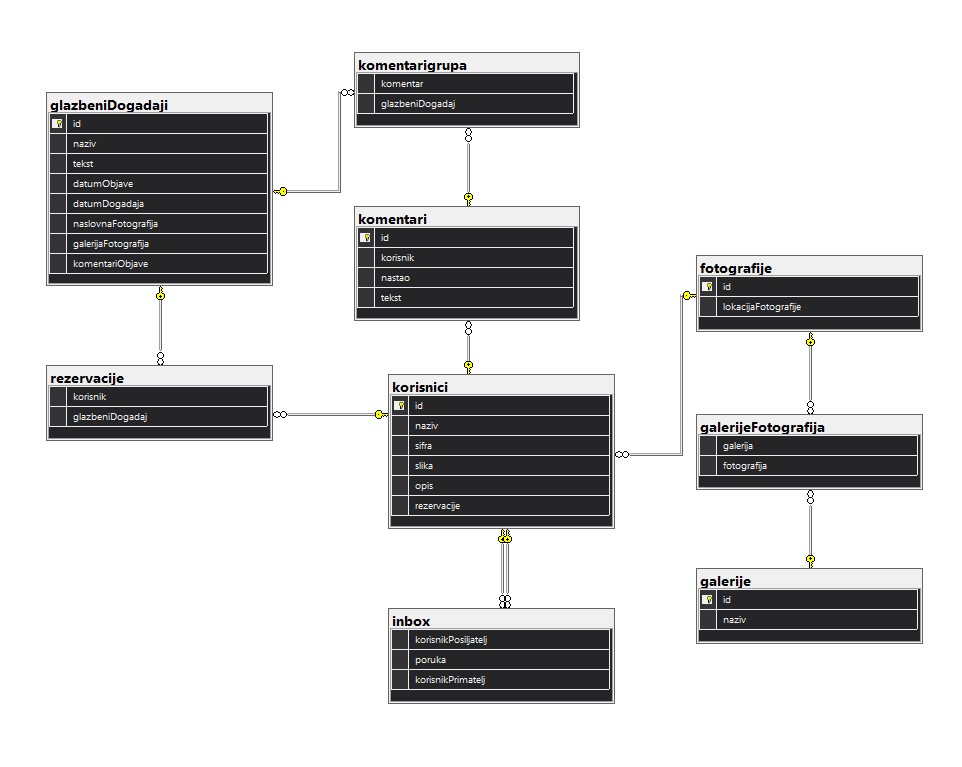 komentarigrupa
komentar
glazbeniDogadaj
glazbeniDogadaji
id
naziv
tekst
datumObjave
datumDogadaja
naslovnaFotografija
galerijaFotografija
komentariObjave
komentari
id
korisnik
nastao
tekst
fotografije
id
lokacijaFotografije
rezervacije
korisnik
glazbeniDogadaj
korisnici
id
naziv
sifra
slika
opis
rezervacije
galerijeFotografija
galerija
fotografija
galerije
id
naziv
inbox
korisnikPosiljatelj
poruka
korisnikPrimatelj